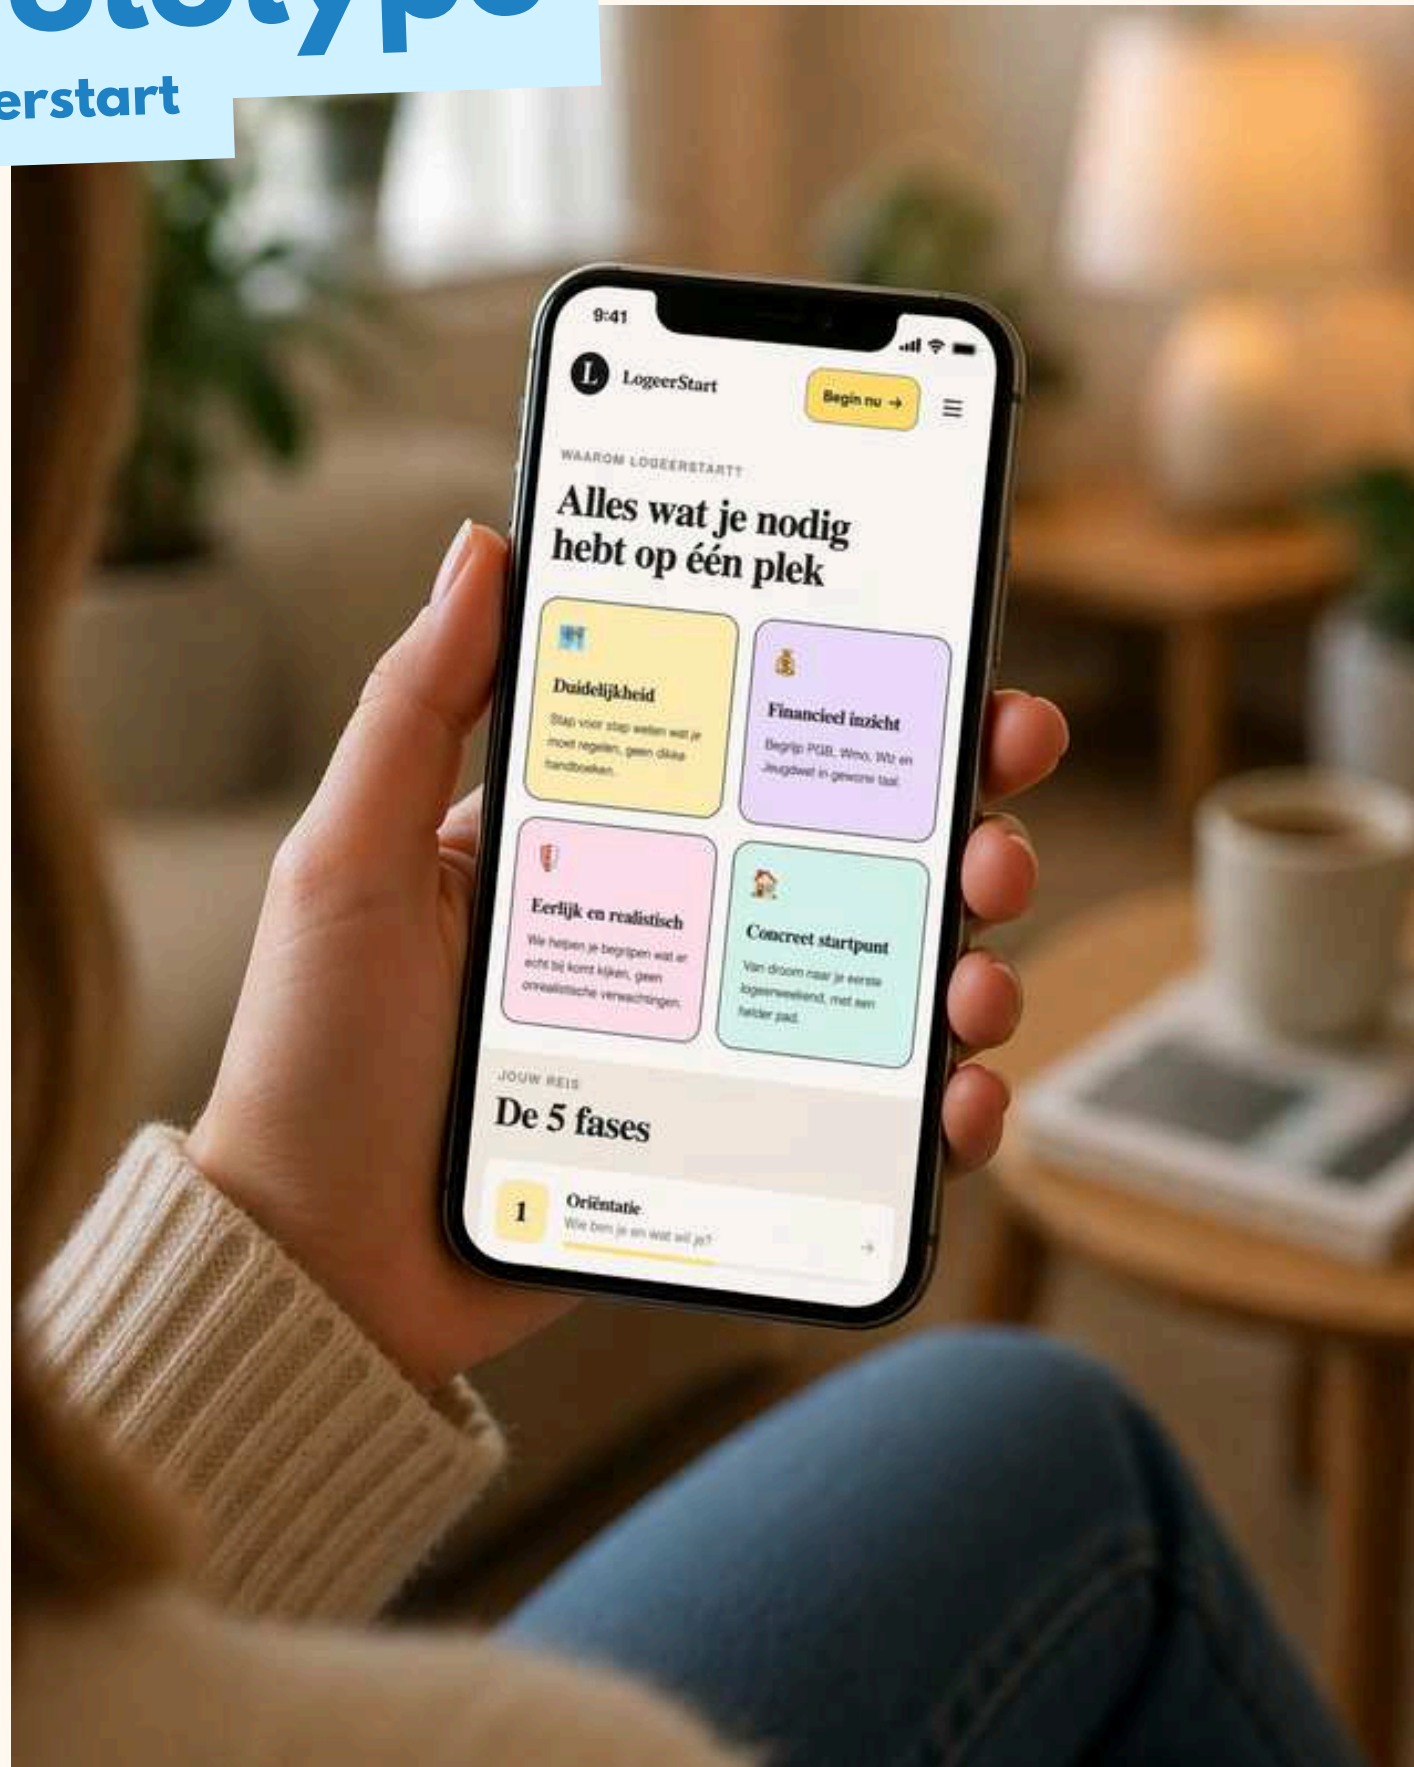 ototype
erstart
9:41
L LogeerStart
Begin nu →
WAAROM LOGEERSTART?
Alles wat je nodig
hebt op één plek
Duidelijkheid
Stap voor stap weten wat je
moet regelen, geen dikke
handboeken.
Financieel inzicht
Begrijp PGB, Wmo, Wlz en
Jeugdwet in gewone taal.
Eerlijk en realistisch
We helpen je begrijpen wat er
echt bij komt kijken, geen
onrealistische verwachtingen.
Concreet startpunt
Van droom naar je eerste
logeerweekend, met een
helder pad.
JOUW REIS
De 5 fases
1
Oriëntatie
Wie ben je en wat wil je?
→